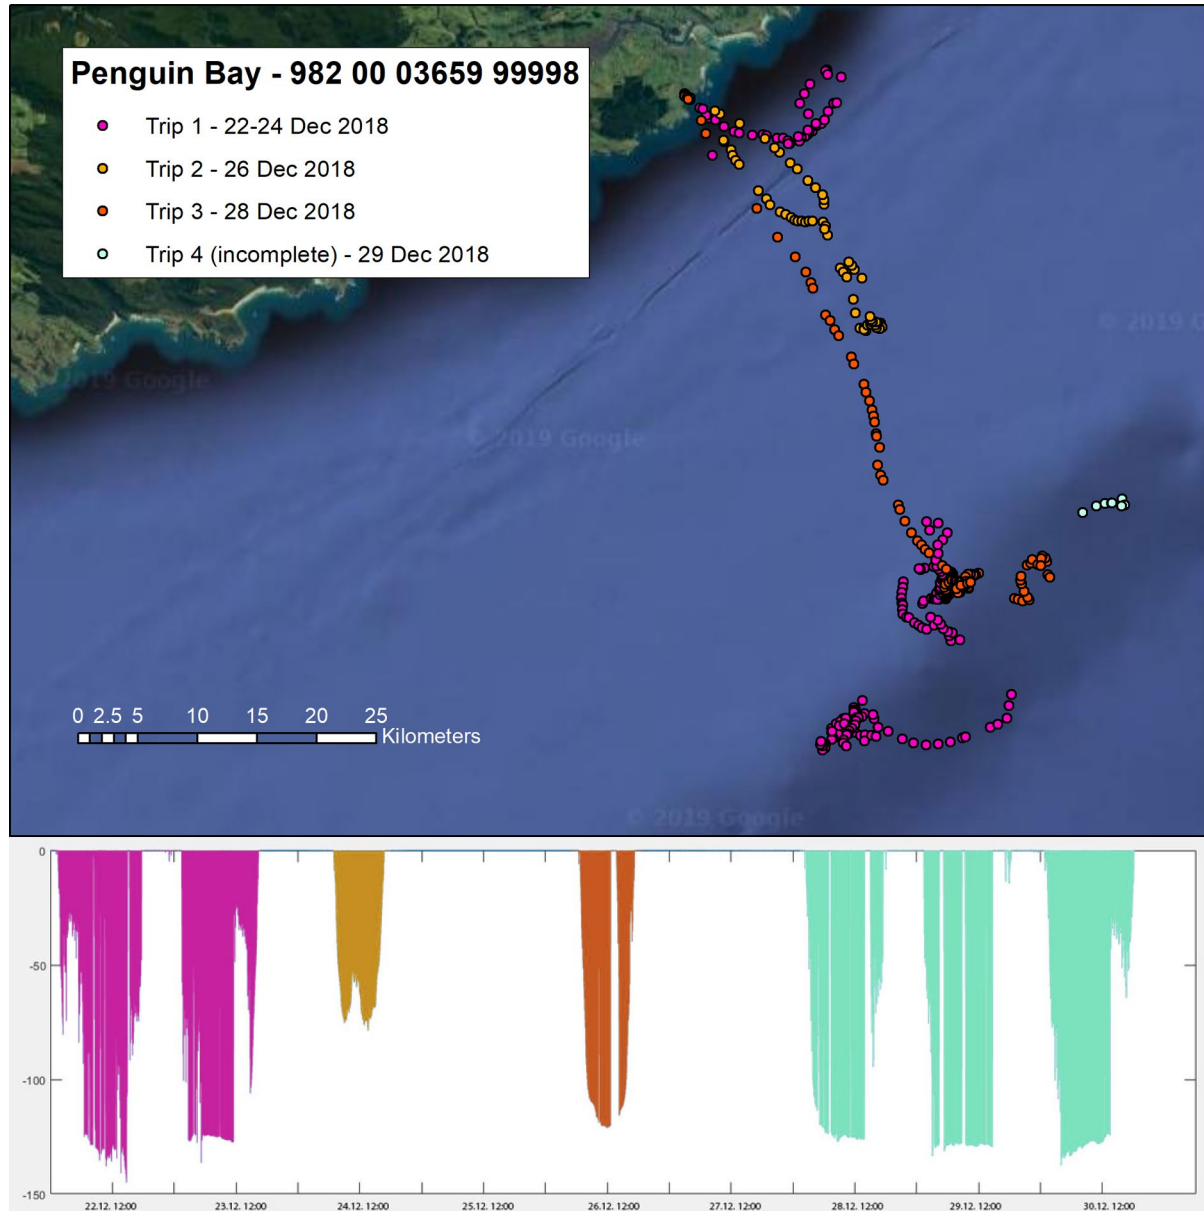 Penguin Bay - 982 00 03659 99998
Trip 1 - 22-24 Dec 2018
Trip 2 - 26 Dec 2018
Trip 3 - 28 Dec 2018
Trip 4 (incomplete) - 29 Dec 2018
© 2019 G
2019 Google
© 2019 Google
0 2.5 5 10 15 20 25
Kilometers
© 2019 Google
0
-50
-100
-150
22.12. 12:00 23.12. 12:00 24.12. 12:00 25.12. 12:00 26.12. 12:00 27.12. 12:00 28.12. 12:00 29.12. 12:00 30.12. 12:00